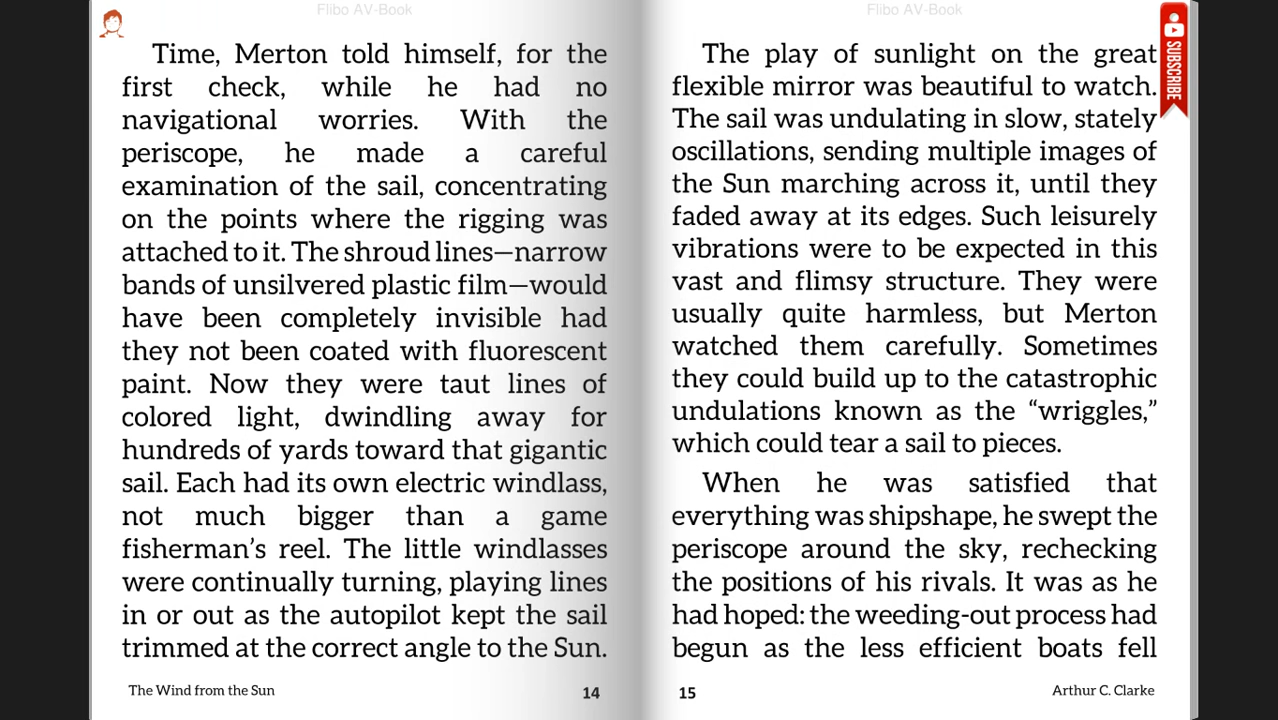 Flibo AV-Book
Time, Merton told himself, for the
first check, while he had no
navigational worries. With the
periscope, he made a careful
examination of the sail, concentrating
on the points where the rigging was
attached to it. The shroud lines—narrow
bands of unsilvered plastic film—would
have been completely invisible had
they not been coated with fluorescent
paint. Now they were taut lines of
colored light, dwindling away for
hundreds of yards toward that gigantic
sail. Each had its own electric windlass,
not much bigger than a game
fisherman’s reel. The little windlasses
were continually turning, playing lines
in or out as the autopilot kept the sail
trimmed at the correct angle to the Sun.
The Wind from the Sun
14
Flibo AV-Book
SUBSCRIBE
The play of sunlight on the great
flexible mirror was beautiful to watch.
The sail was undulating in slow, stately
oscillations, sending multiple images of
the Sun marching across it, until they
faded away at its edges. Such leisurely
vibrations were to be expected in this
vast and flimsy structure. They were
usually quite harmless, but Merton
watched them carefully. Sometimes
they could build up to the catastrophic
undulations known as the “wriggles,”
which could tear a sail to pieces.
When he was satisfied that
everything was shipshape, he swept the
periscope around the sky, rechecking
the positions of his rivals. It was as he
had hoped: the weeding-out process had
begun as the less efficient boats fell
15
Arthur C. Clarke